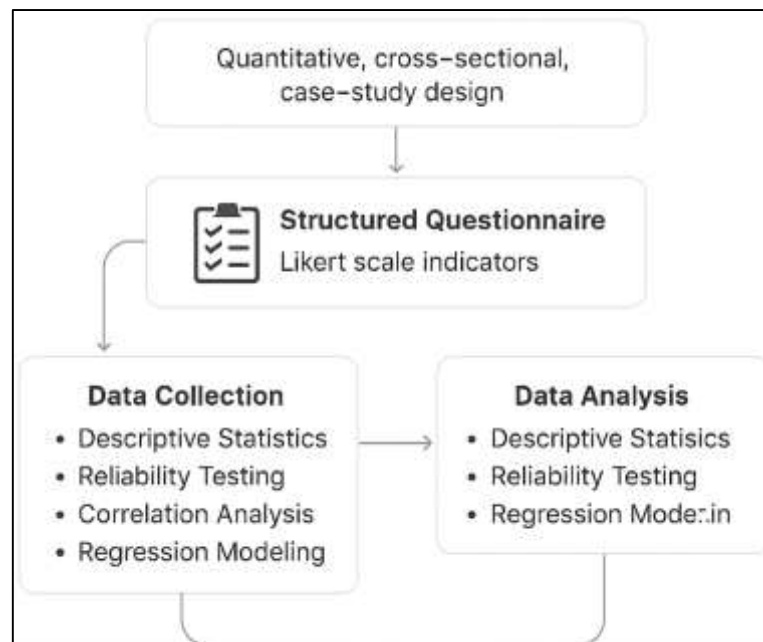 Quantitative, cross-sectional,
case-study design
Structured Questionnaire
Likert scale indicators
Data Collection
• Descriptive Statistics
• Reliability Testing
• Correlation Analysis
• Regression Modeling
Data Analysis
• Descriptive Statisics
• Reliability Testing
• Regression